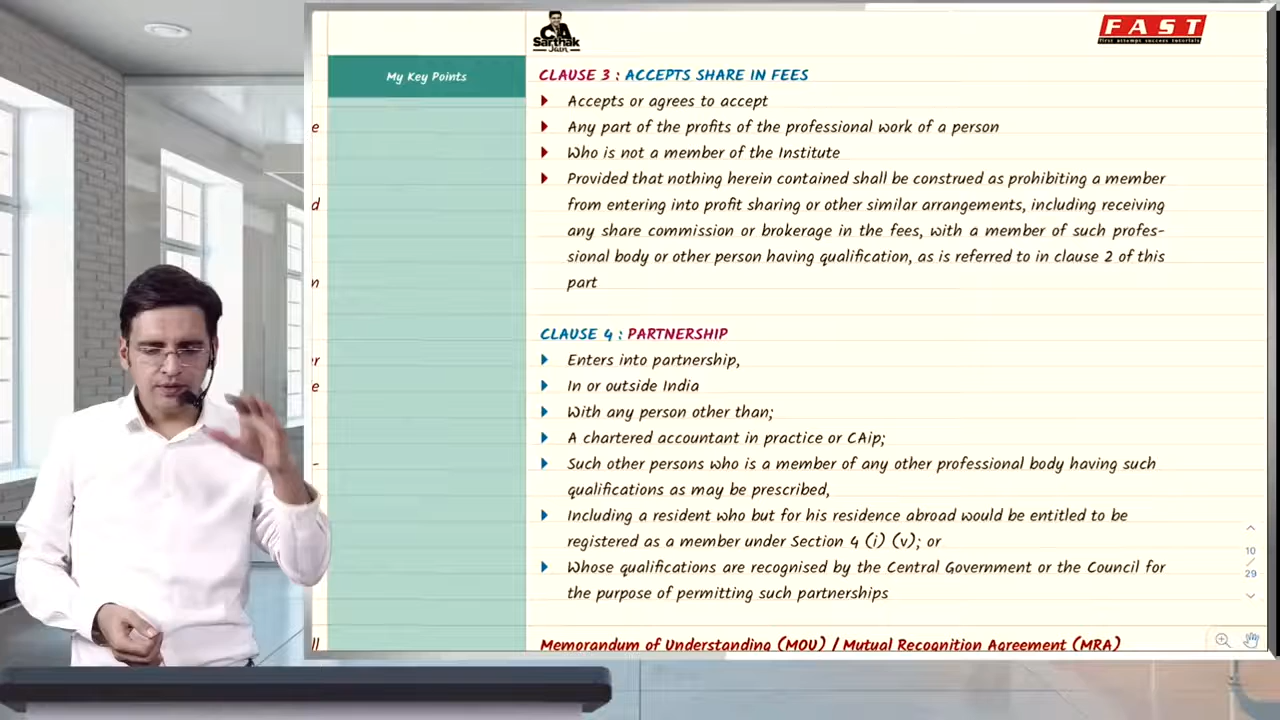 CA
Sarthak
Jain
FAST
first attempt success tutorials
My Key Points
CLAUSE 3 : ACCEPTS SHARE IN FEES
Accepts or agrees to accept
e
Any part of the profits of the professional work of a person
Who is not a member of the Institute
Provided that nothing herein contained shall be construed as prohibiting a member
d
from entering into profit sharing or other similar arrangements, including receiving
any share commission or brokerage in the fees, with a member of such profes-
sional body or other person having qualification, as is referred to in clause 2 of this
n
part
CLAUSE 4 : PARTNERSHIP
er
Enters into partnership,
e
In or outside India
With any person other than;
A chartered accountant in practice or CAip;
-
Such other persons who is a member of any other professional body having such
qualifications as may be prescribed,
Including a resident who but for his residence abroad would be entitled to be
registered as a member under Section 4 (i) (v); or
Whose qualifications are recognised by the Central Government or the Council for
the purpose of permitting such partnerships
ll
Memorandum of Understanding (MOU) / Mutual Recognition Agreement (MRA)
10
/
29